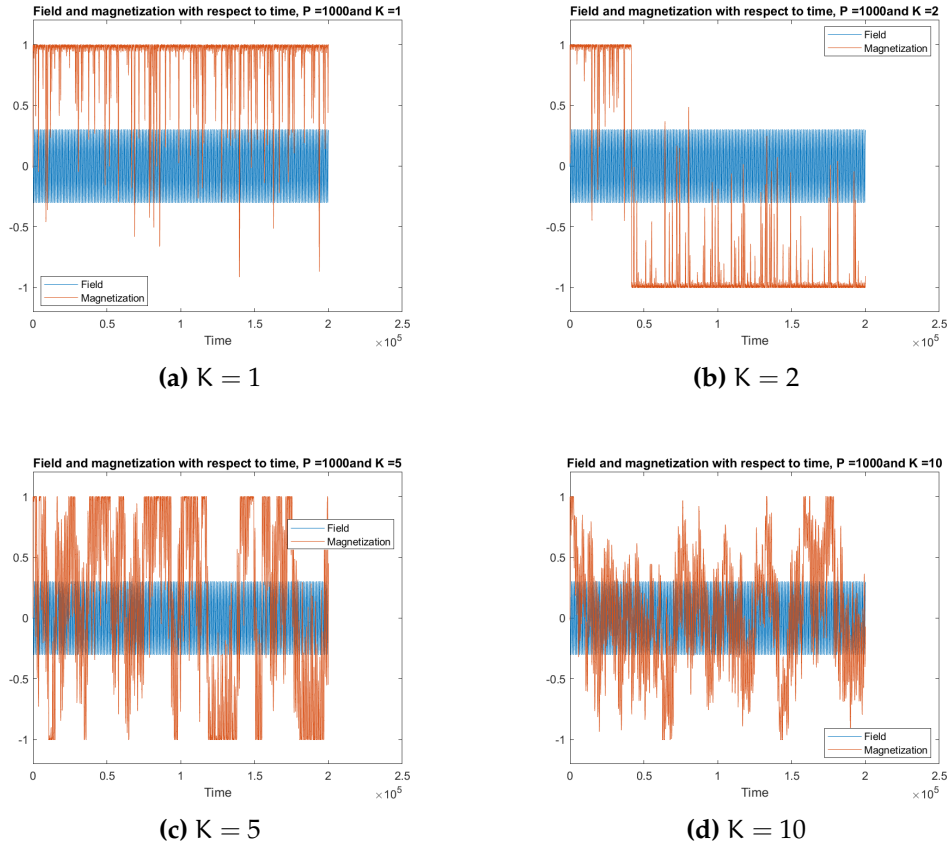 Field and magnetization with respect to time, P =1000and K =1
1
0.5
0
-0.5
-1
Field
Magnetization
0 0.5 1 1.5 2 2.5
Time
×10^5
(a) K = 1
Field and magnetization with respect to time, P =1000and K =2
Field
Magnetization
1
0.5
0
-0.5
-1
0 0.5 1 1.5 2 2.5
Time
×10^5
(b) K = 2
Field and magnetization with respect to time, P =1000and K =5
1
Field
Magnetization
0.5
0
-0.5
-1
0 0.5 1 1.5 2 2.5
Time
×10^5
(c) K = 5
Field and magnetization with respect to time, P =1000and K =10
1
0.5
0
-0.5
-1
Field
Magnetization
0 0.5 1 1.5 2 2.5
Time
×10^5
(d) K = 10